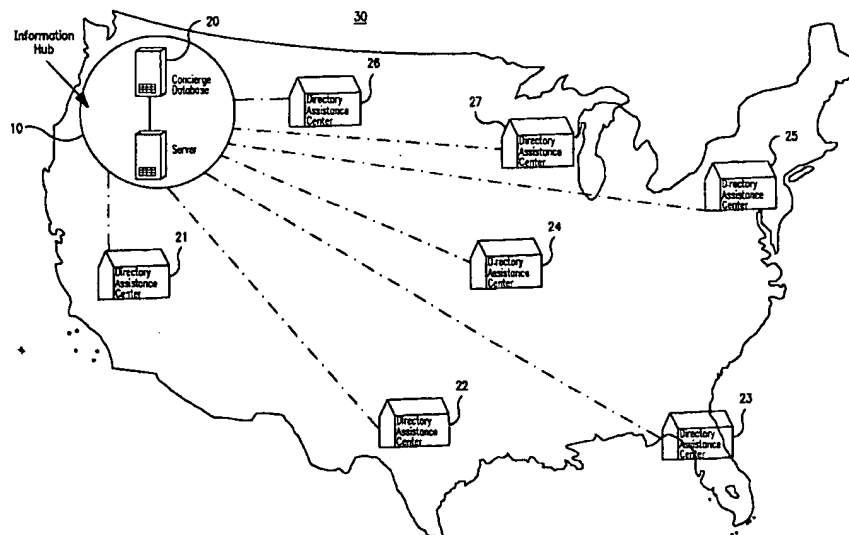 30
20
Information
Hub
Concierge
Database
10
Server
26
Directory
Assistance
Center
27
Directory
Assistance
Center
25
Directory
Assistance
Center
21
Directory
Assistance
Center
24
Directory
Assistance
Center
22
Directory
Assistance
Center
23
Directory
Assistance
Center